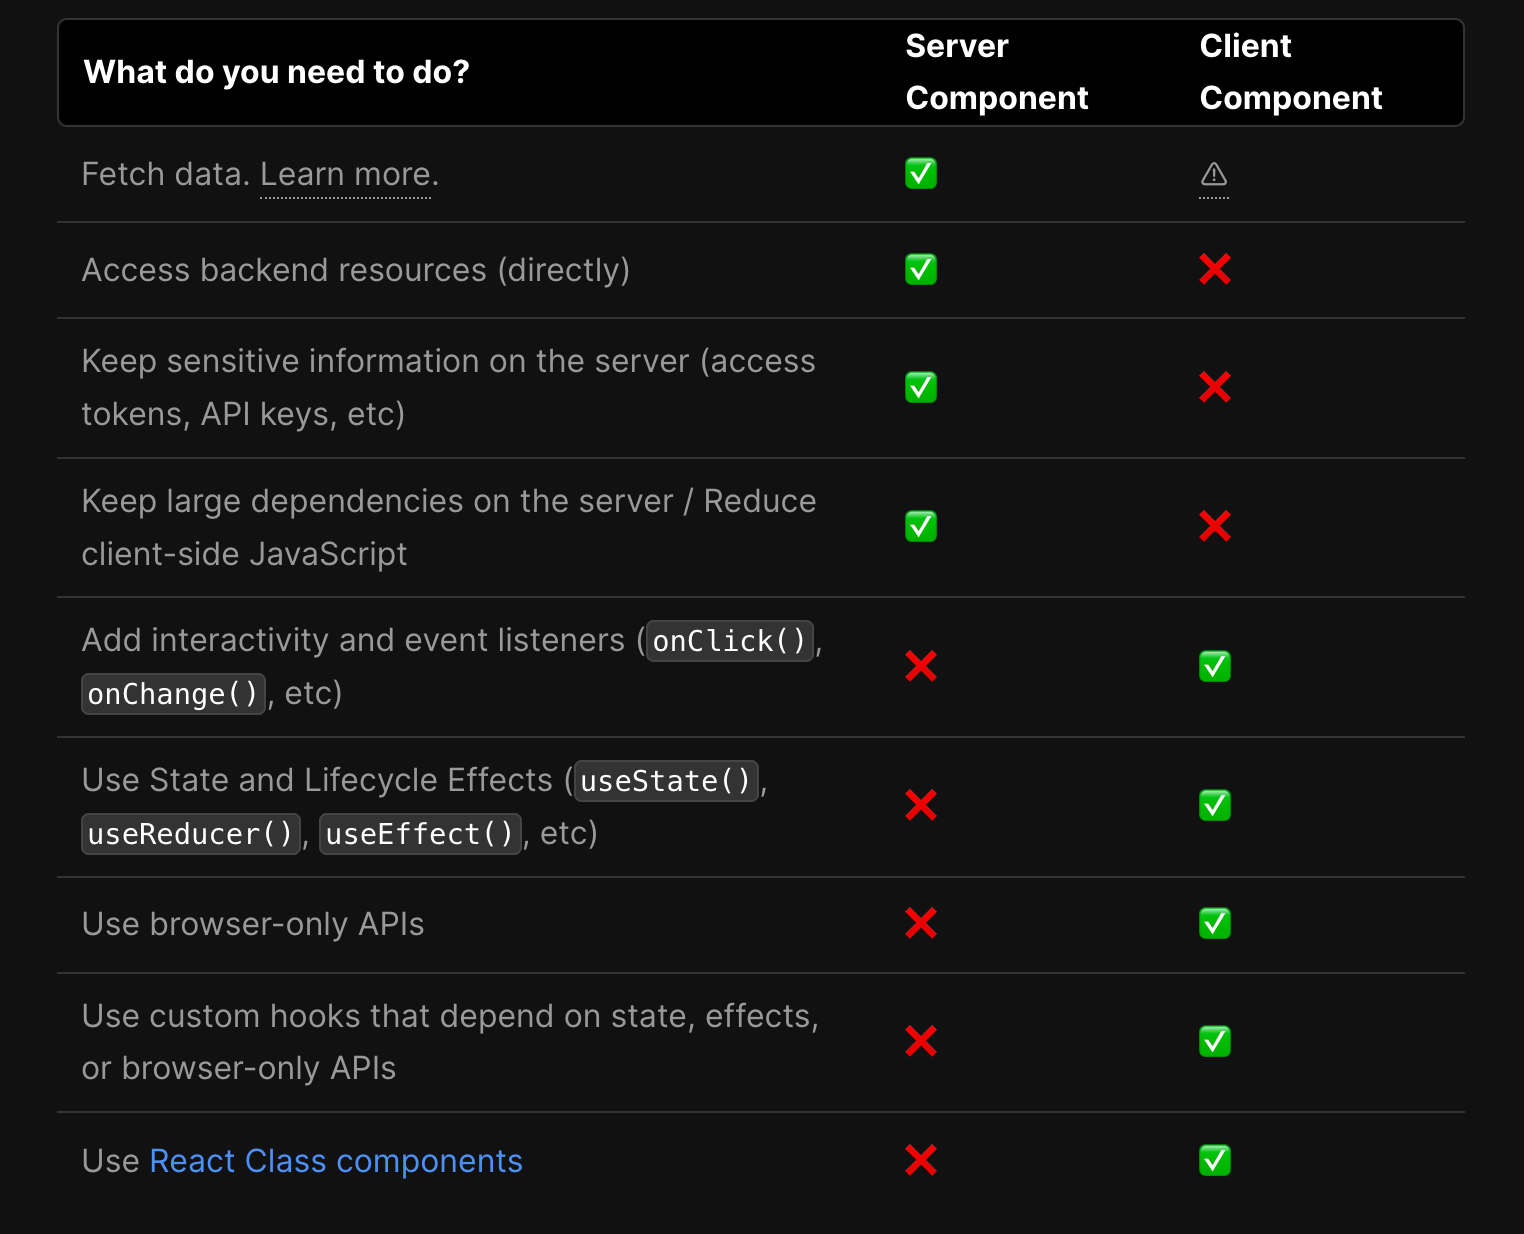 What do you need to do?
Server
Component
Client
Component
Fetch data. Learn more.
Access backend resources (directly)
Keep sensitive information on the server (access
tokens, API keys, etc)
Keep large dependencies on the server / Reduce
client-side JavaScript
Add interactivity and event listeners (onClick(),
onChange(), etc)
Use State and Lifecycle Effects (useState(),
useReducer(), useEffect(), etc)
Use browser-only APIs
Use custom hooks that depend on state, effects,
or browser-only APIs
Use React Class components